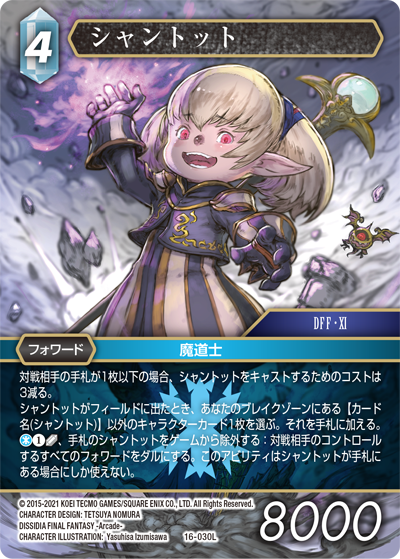 4
シャントット
DFF・XI
フォワード
魔道士
対戦相手の手札が1枚以下の場合、シャントットをキャストするためのコストは
3減る。
シャントットがフィールドに出たとき、あなたのブレイクゾーンにある【カード
名(シャントット)】以外のキャラクターカード1枚を選ぶ。それを手札に加える。
1、手札のシャントットをゲームから除外する：対戦相手のコントロール
するすべてのフォワードをダルにする。このアビリティはシャントットが手札に
ある場合にしか使えない。
© 2015-2021 KOEI TECMO GAMES/SQUARE ENIX CO., LTD. All Rights Reserved.
CHARACTER DESIGN: TETSUYA NOMURA
DISSIDIA FINAL FANTASY -Arcade-
CHARACTER ILLUSTRATION: Yasuhisa Izumisawa
16-030L
8000